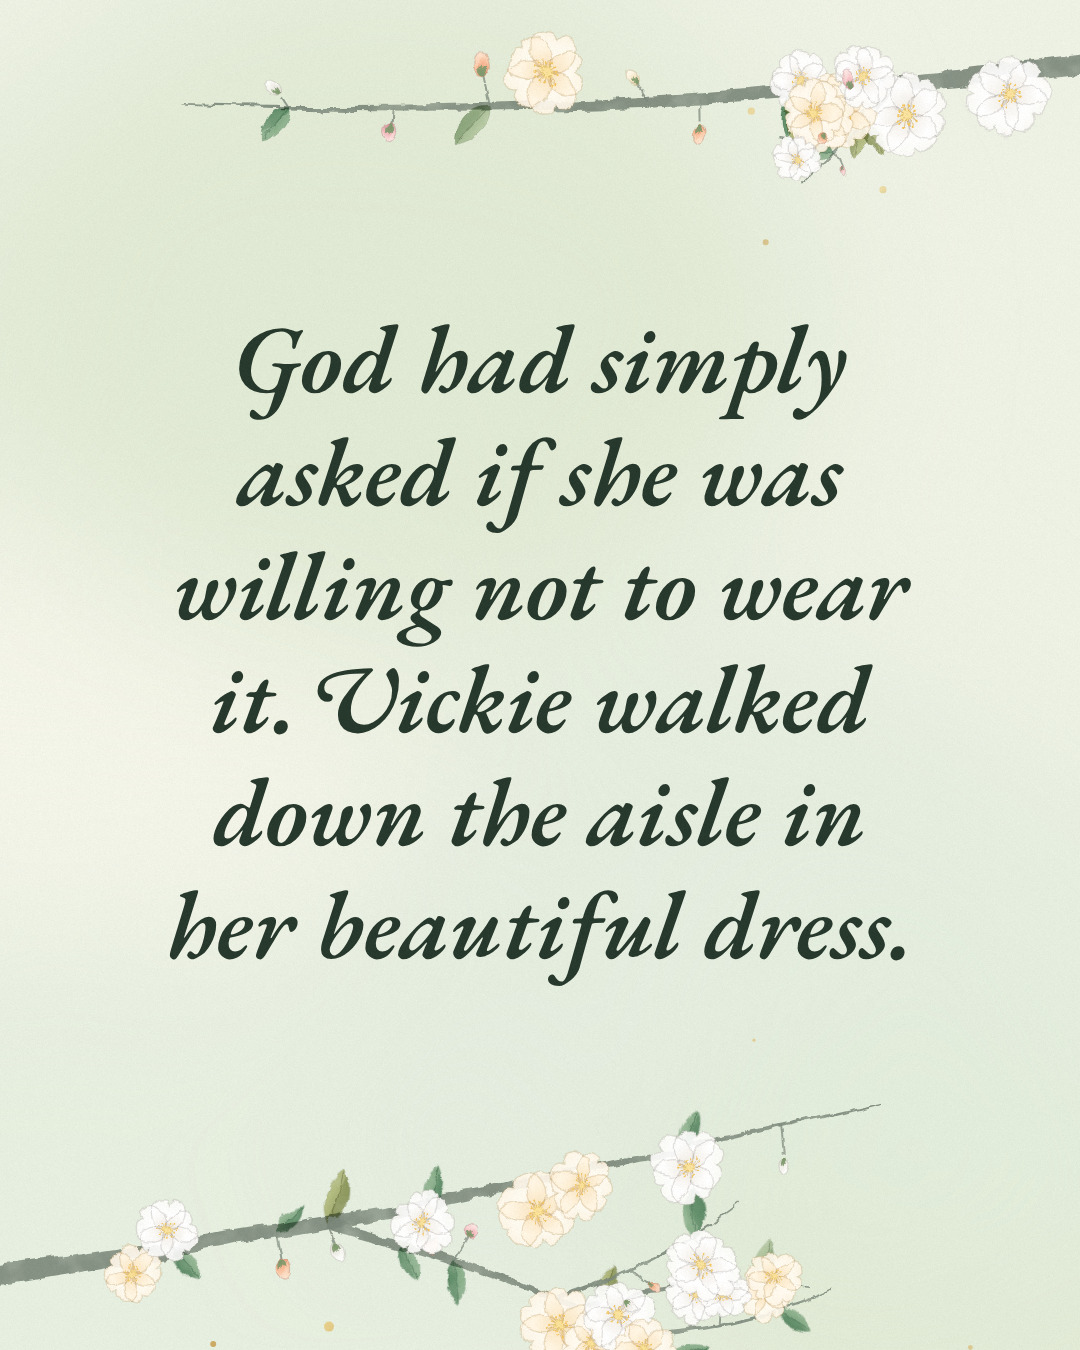 God had simply
asked if she was
willing not to wear
it. Vickie walked
down the aisle in
her beautiful dress.